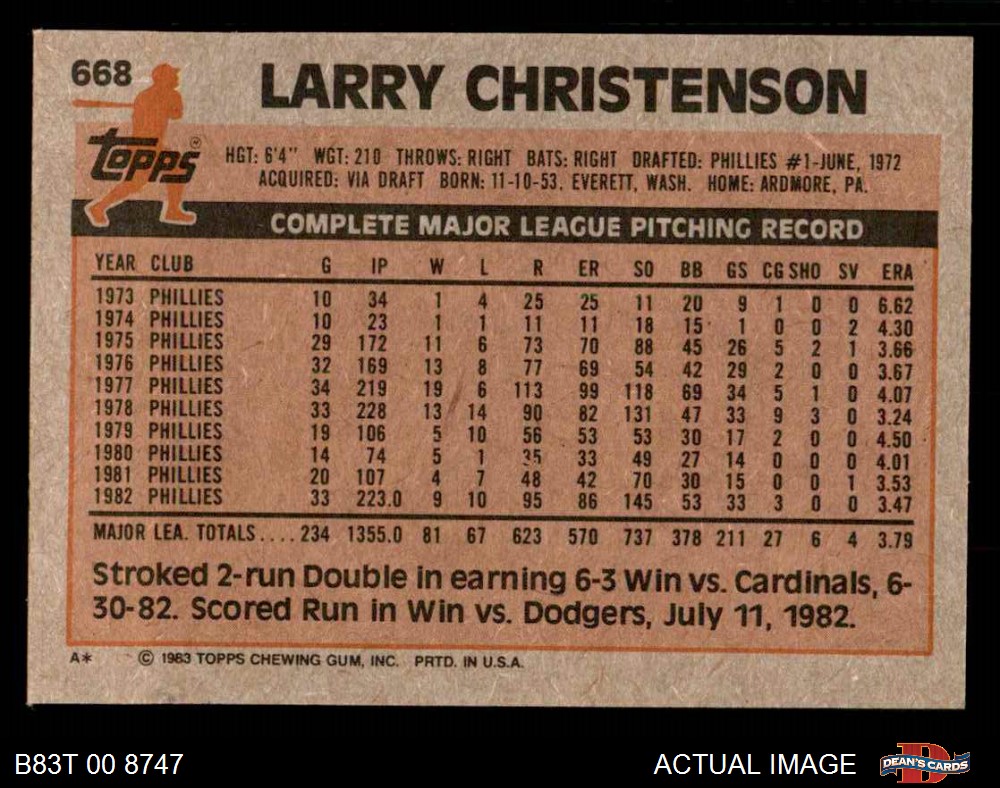 668
LARRY CHRISTENSON
topps®
HGT: 6'4" WGT: 210 THROWS: RIGHT BATS: RIGHT DRAFTED: PHILLIES #1-JUNE, 1972
ACQUIRED: VIA DRAFT BORN: 11-10-53, EVERETT, WASH. HOME: ARDMORE, PA.
COMPLETE MAJOR LEAGUE PITCHING RECORD
YEAR CLUB G IP W L R ER SO BB GS CG SHO SV ERA
1973 PHILLIES 10 34 1 4 25 25 11 20 9 1 0 0 6.62
1974 PHILLIES 10 23 1 1 11 11 18 15 1 0 0 2 4.30
1975 PHILLIES 29 172 11 6 73 70 88 45 26 5 2 1 3.66
1976 PHILLIES 32 169 13 8 77 69 54 42 29 2 0 0 3.67
1977 PHILLIES 34 219 19 6 113 99 118 69 34 5 1 0 4.07
1978 PHILLIES 33 228 13 14 90 82 131 47 33 9 3 0 3.24
1979 PHILLIES 19 106 5 10 56 53 53 30 17 2 0 0 4.50
1980 PHILLIES 14 74 5 1 35 33 49 27 14 0 0 0 4.01
1981 PHILLIES 20 107 4 7 48 42 70 30 15 0 0 1 3.53
1982 PHILLIES 33 223.0 9 10 95 86 145 53 33 3 0 0 3.47
MAJOR LEA. TOTALS.... 234 1355.0 81 67 623 570 737 378 211 27 6 4 3.79
Stroked 2-run Double in earning 6-3 Win vs. Cardinals, 6-
30-82. Scored Run in Win vs. Dodgers, July 11, 1982.
A* © 1983 TOPPS CHEWING GUM, INC. PRTD. IN U.S.A.
B83T 00 8747
ACTUAL IMAGE
DEAN'S CARDS